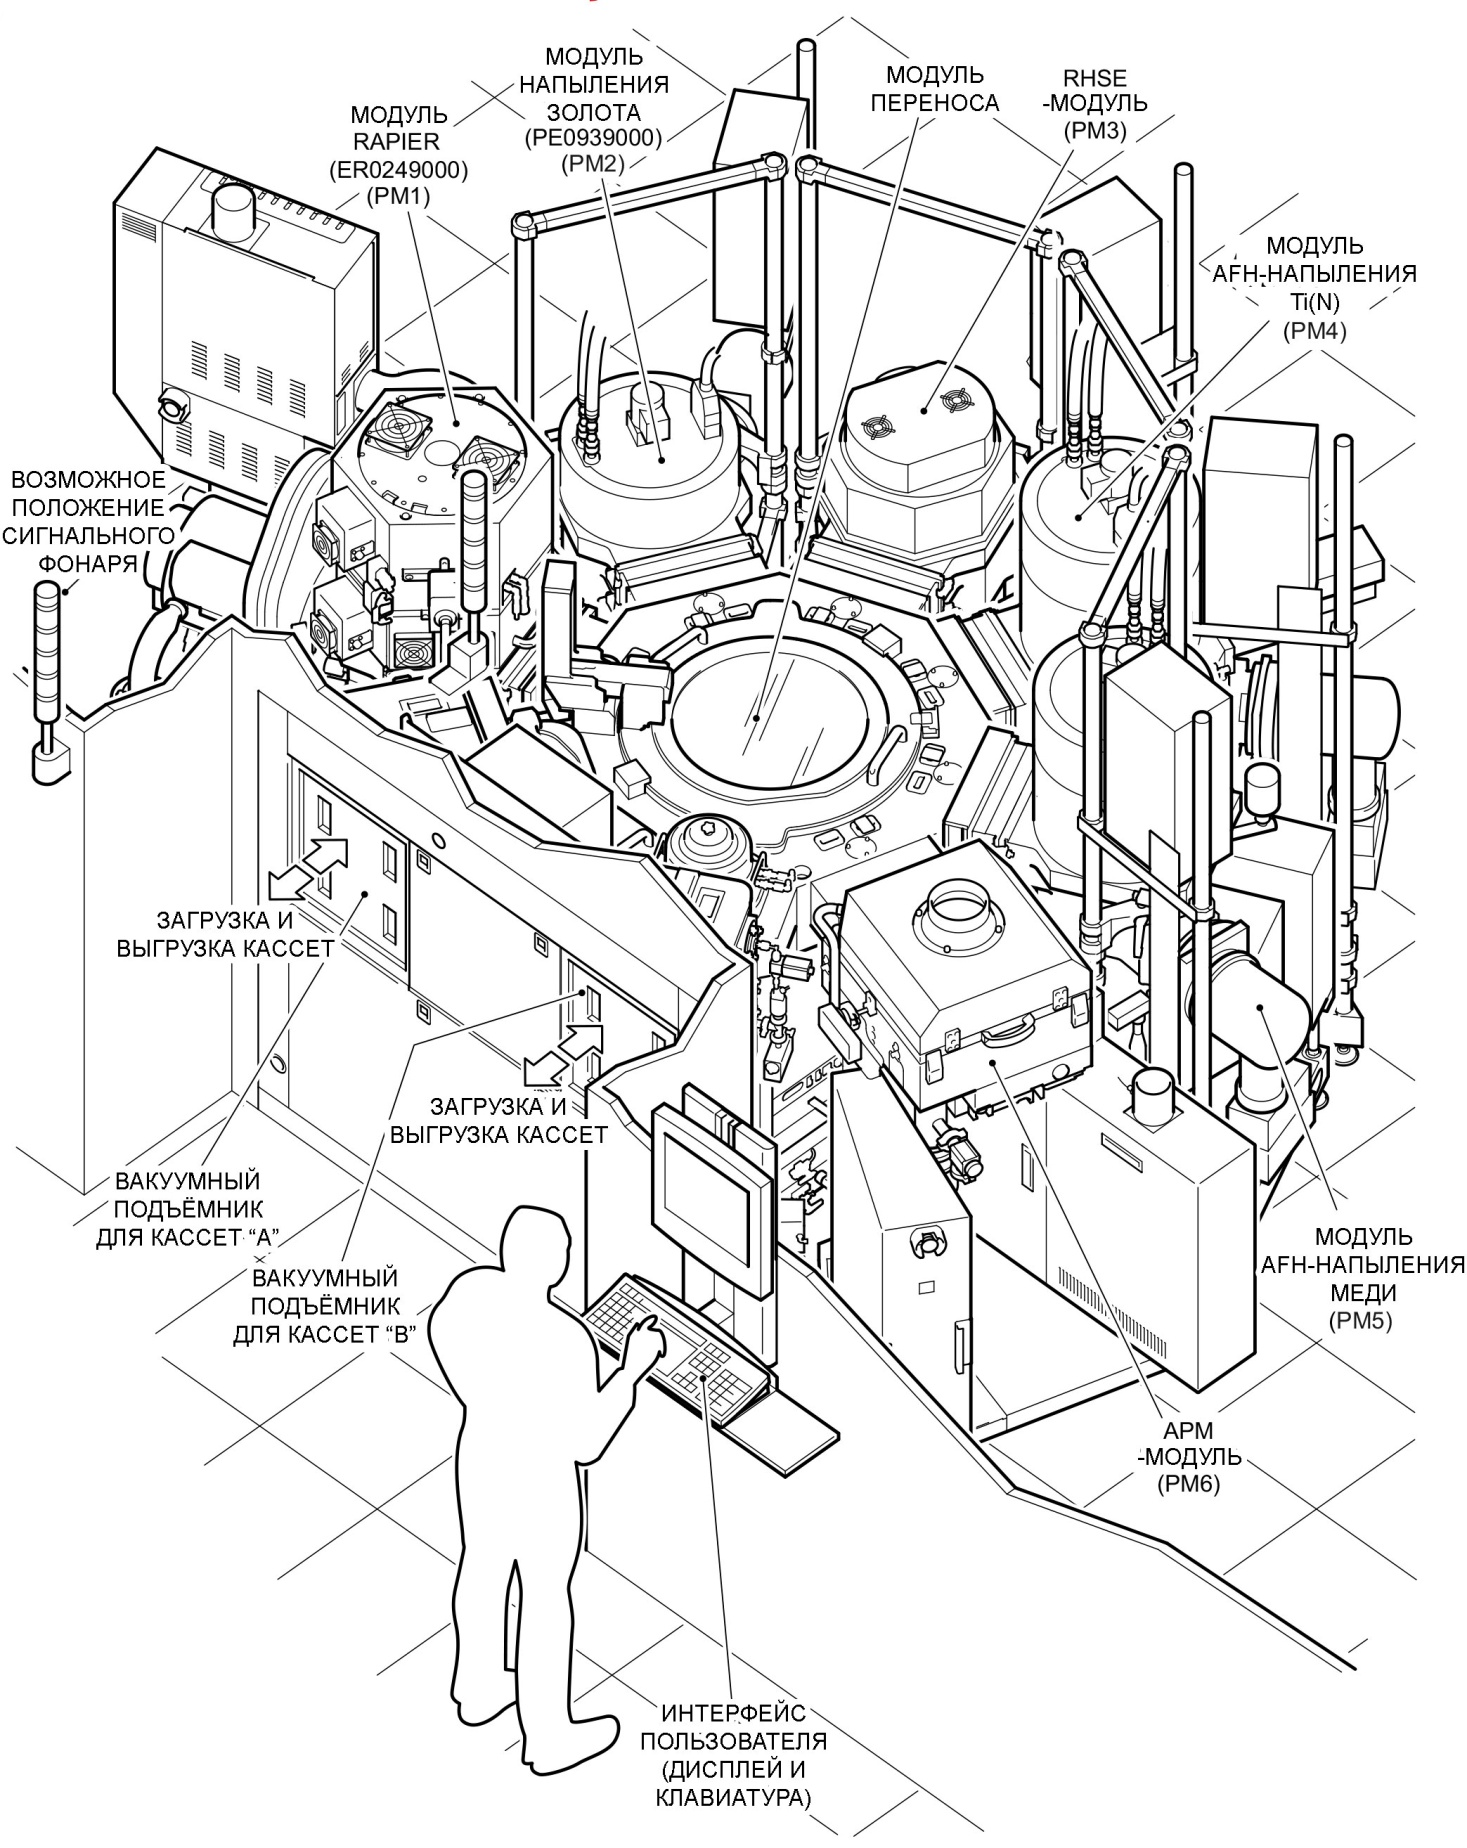 МОДУЛЬ
НАПЫЛЕНИЯ
ЗОЛОТА
(PE0939000)
(PM2)
МОДУЛЬ
ПЕРЕНОСА
RHSE
-МОДУЛЬ
(PM3)
МОДУЛЬ
RAPIER
(ER0249000)
(PM1)
МОДУЛЬ
AFH-НАПЫЛЕНИЯ
Ti(N)
(PM4)
ВОЗМОЖНОЕ
ПОЛОЖЕНИЕ
СИГНАЛЬНОГО
ФОНАРЯ
ЗАГРУЗКА И
ВЫГРУЗКА КАССЕТ
ЗАГРУЗКА И
ВЫГРУЗКА КАССЕТ
ВАКУУМНЫЙ
ПОДЪЁМНИК
ДЛЯ КАССЕТ “A”
ВАКУУМНЫЙ
ПОДЪЁМНИК
ДЛЯ КАССЕТ “B”
МОДУЛЬ
AFH-НАПЫЛЕНИЯ
МЕДИ
(PM5)
APM
-МОДУЛЬ
(PM6)
ИНТЕРФЕЙС
ПОЛЬЗОВАТЕЛЯ
(ДИСПЛЕЙ И
КЛАВИАТУРА)